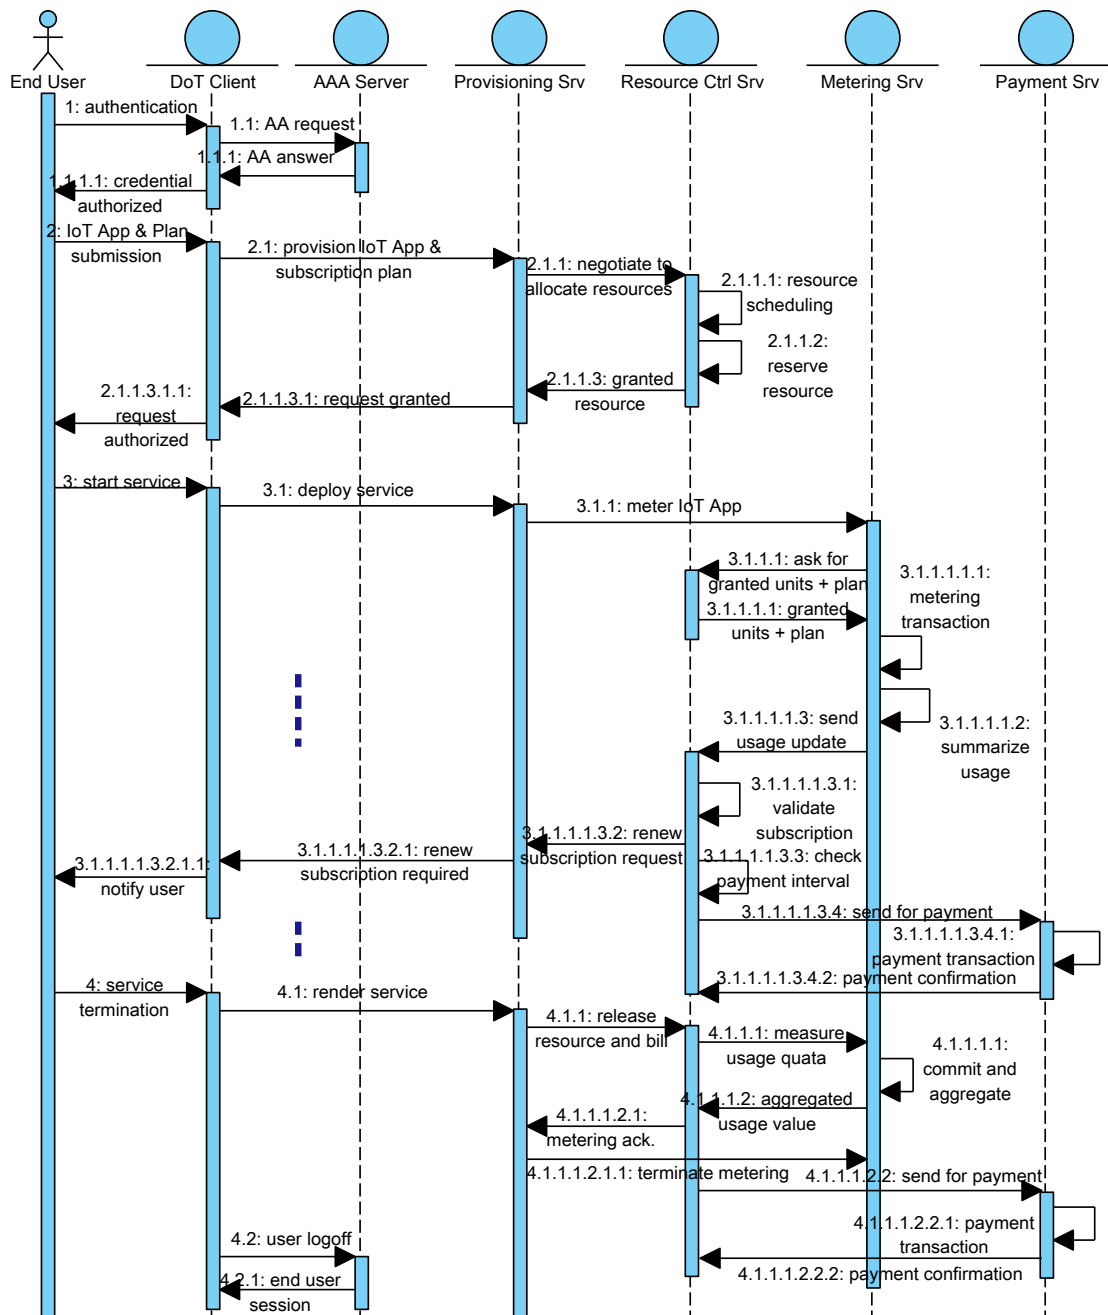 End User
DoT Client
AAA Server
Provisioning Srv
Resource Ctrl Srv
Metering Srv
Payment Srv
1: authentication
1.1: AA request
1.1.1: AA answer
1.1.1.1: credential
authorized
2: IoT App & Plan
submission
2.1: provision IoT App &
subscription plan
2.1.1: negotiate to
allocate resources
2.1.1.1: resource
scheduling
2.1.1.2:
reserve
resource
2.1.1.3: granted
resource
2.1.1.3.1: request granted
2.1.1.3.1.1:
request
authorized
3: start service
3.1: deploy service
3.1.1: meter IoT App
3.1.1.1: ask for
granted units + plan
3.1.1.1.1: granted
units + plan
3.1.1.1.1.1:
metering
transaction
3.1.1.1.1.2:
summarize
usage
3.1.1.1.1.3: send
usage update
3.1.1.1.1.3.1:
validate
subscription
3.1.1.1.1.3.2: renew
subscription request
3.1.1.1.1.3.2.1: renew
subscription required
3.1.1.1.1.3.2.1.1:
notify user
3.1.1.1.1.3.3: check
payment interval
3.1.1.1.1.3.4: send for payment
3.1.1.1.1.3.4.1:
payment transaction
3.1.1.1.1.3.4.2: payment confirmation
4: service
termination
4.1: render service
4.1.1: release
resource and bill
4.1.1.1: measure
usage quata
4.1.1.1.1:
commit and
aggregate
4.1.1.1.2: aggregated
usage value
4.1.1.1.2.1:
metering ack.
4.1.1.1.2.1.1: terminate metering
4.1.1.1.2.2: send for payment
4.1.1.1.2.2.1: payment
transaction
4.1.1.1.2.2.2: payment confirmation
4.2: user logoff
4.2.1: end user
session